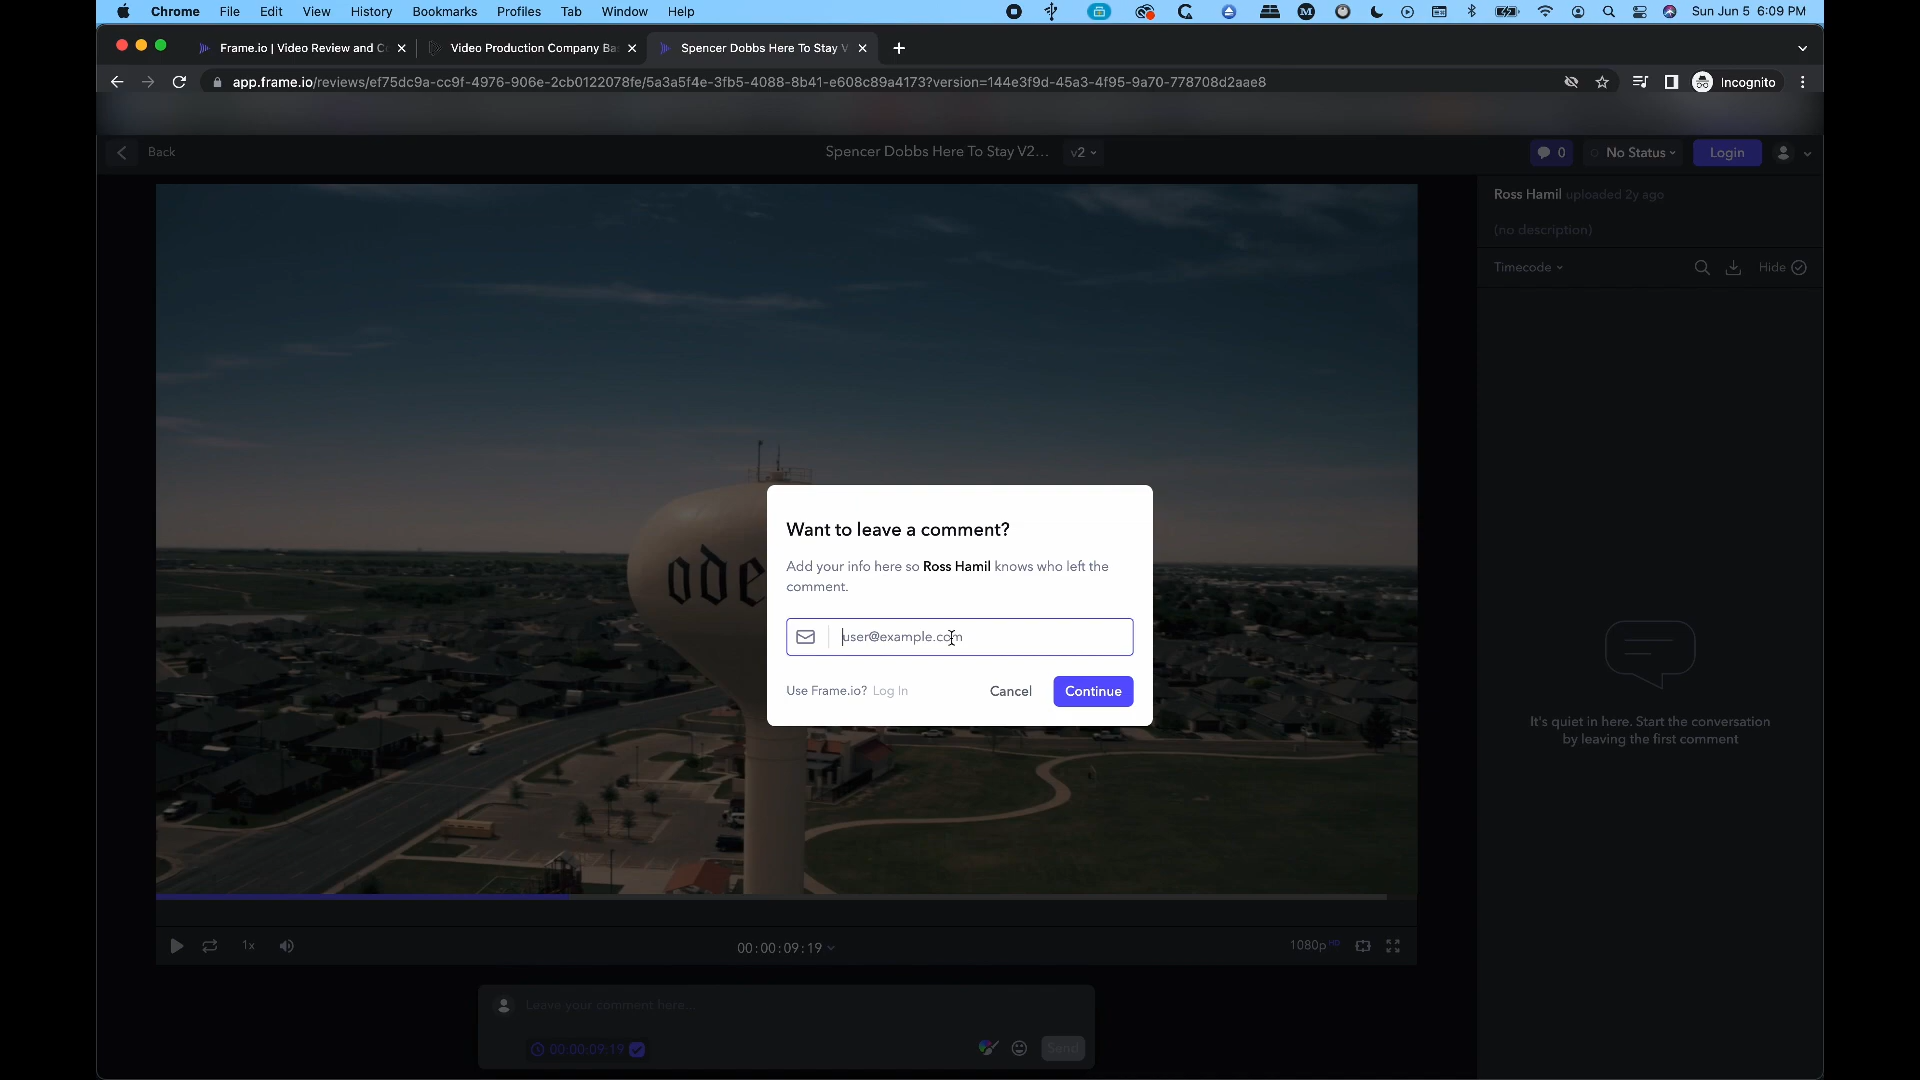 Chrome File Edit View History Bookmarks Profiles Tab Window Help Sun Jun 5 6:09 PM
Frame.io | Video Review and C Video Production Company Ba Spencer Dobbs Here To Stay V
app.frame.io/reviews/ef75dc9a-cc9f-4976-906e-2cb0122078fe/5a3a5f4e-3fb5-4088-8b41-e608c89a4173?version=144e3f9d-45a3-4f95-9a70-778708d2aae8 Incognito
Back Spencer Dobbs Here To Stay V2... v2 0 No Status Login
Ross Hamil uploaded 2y ago
(no description)
Timecode Hide
ode
Want to leave a comment?
Add your info here so Ross Hamil knows who left the
comment.
user@example.com
Use Frame.io? Log In Cancel Continue
It's quiet in here. Start the conversation
by leaving the first comment
1x 00:00:09:19 1080p HD
Leave your comment here...
00:00:09:19 Send